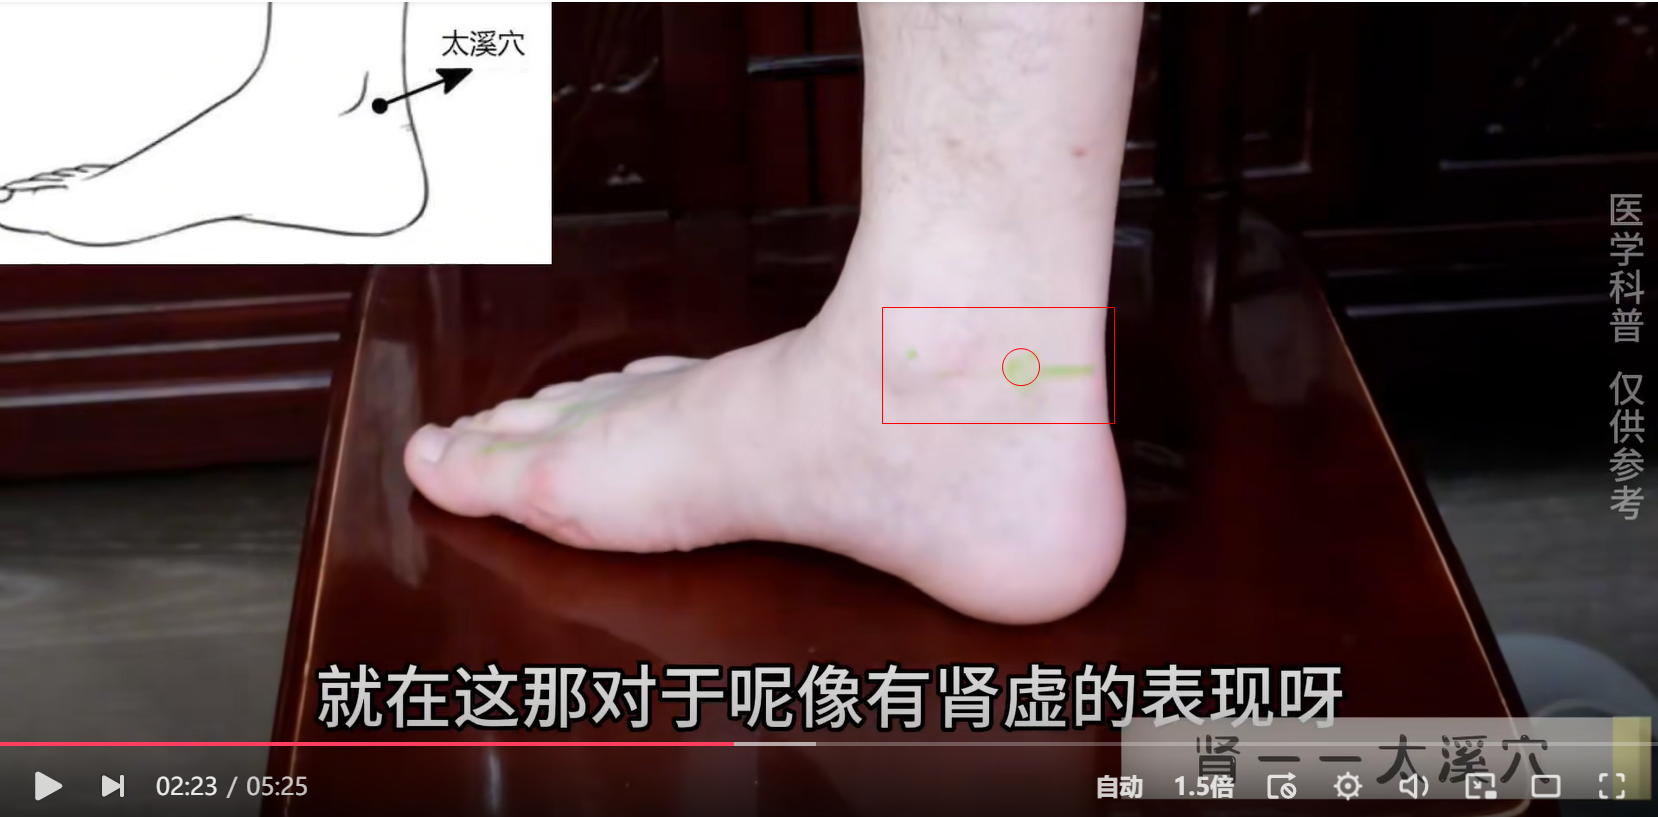 太溪穴
医学科普 仅供参考
就在这那对于呢像有肾虚的表现呀
肾一一太溪穴
02:23 / 05:25
自动 1.5倍